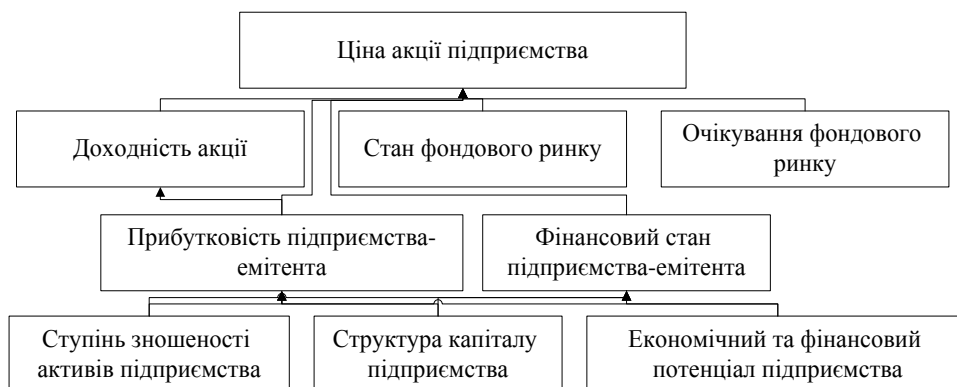 Ціна акції підприємства
Доходність акції
Стан фондового ринку
Очікування фондового
ринку
Прибутковість підприємства-
емітента
Фінансовий стан
підприємства-емітента
Ступінь зношеності
активів підприємства
Структура капіталу
підприємства
Економічний та фінансовий
потенціал підприємства